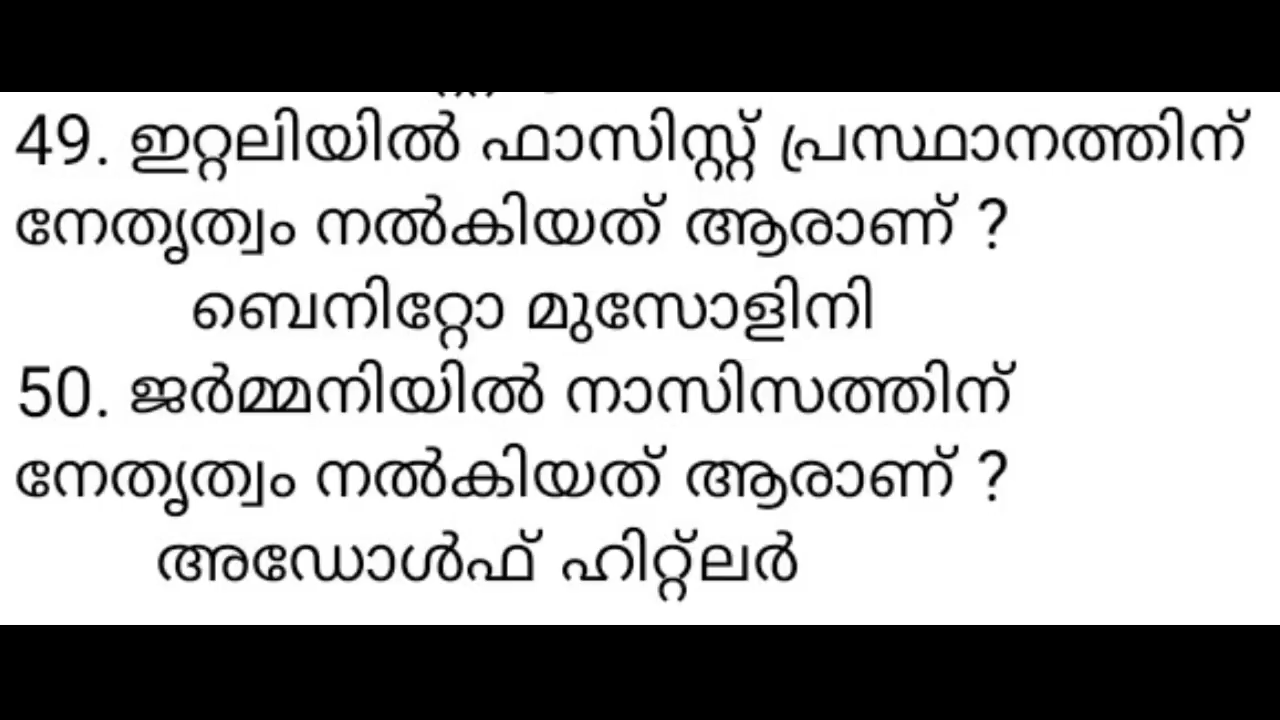 49. ഇറ്റലിയിൽ ഫാസിസ്റ്റ് പ്രസ്ഥാനത്തിന്
നേതൃത്വം നൽകിയത് ആരാണ് ?
ബെനിറ്റോ മുസോളിനി
50. ജർമ്മനിയിൽ നാസിസത്തിന്
നേതൃത്വം നൽകിയത് ആരാണ് ?
അഡോൾഫ് ഹിറ്റ്ലർ